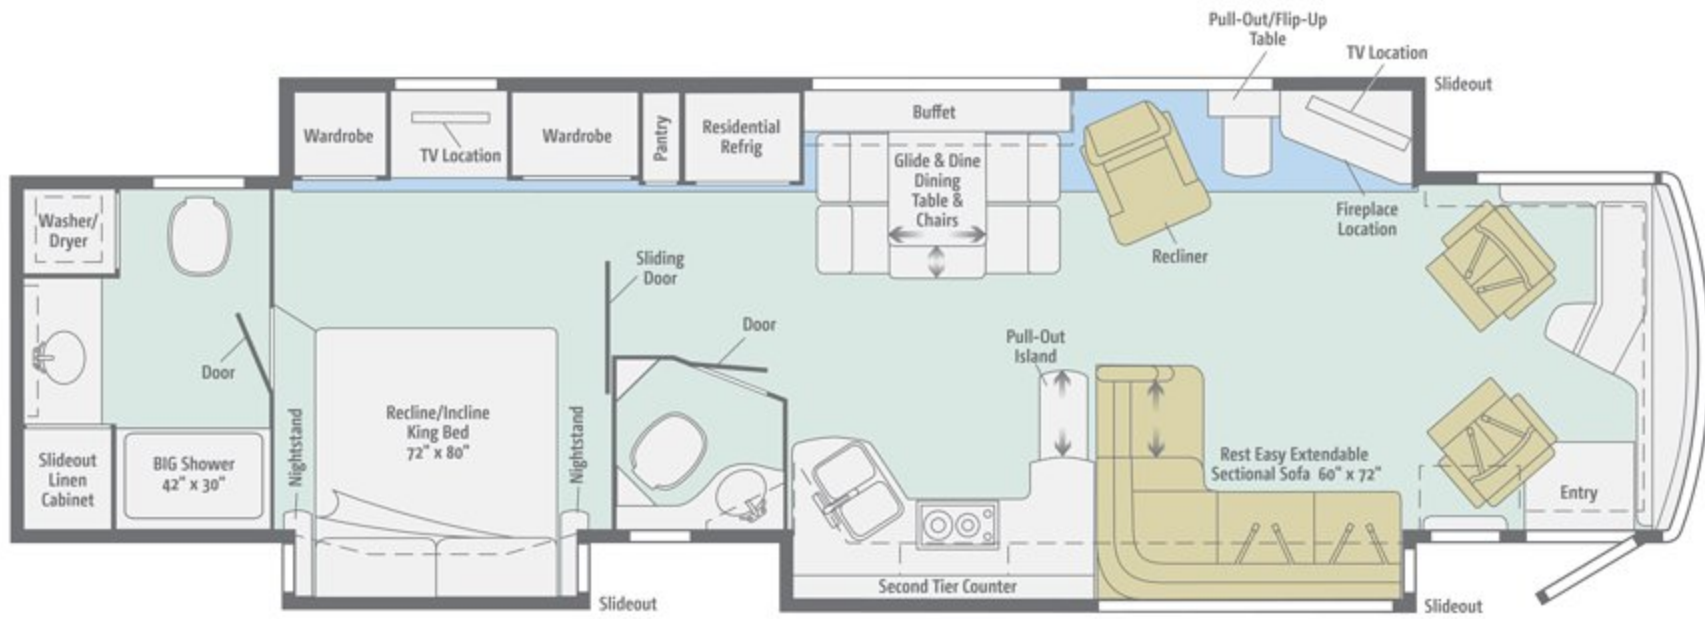 Pull-Out/Flip-Up
Table
TV Location
Slideout
Wardrobe
TV Location
Wardrobe
Pantry
Residential
Refrig
Buffet
Glide & Dine
Dining
Table &
Chairs
Recliner
Fireplace
Location
Washer/
Dryer
Sliding
Door
Door
Door
Pull-Out
Island
Nightstand
Recline/Incline
King Bed
72" x 80"
Nightstand
Slideout
Linen
Cabinet
BIG Shower
42" x 30"
Rest Easy Extendable
Sectional Sofa 60" x 72"
Entry
Second Tier Counter
Slideout
Slideout